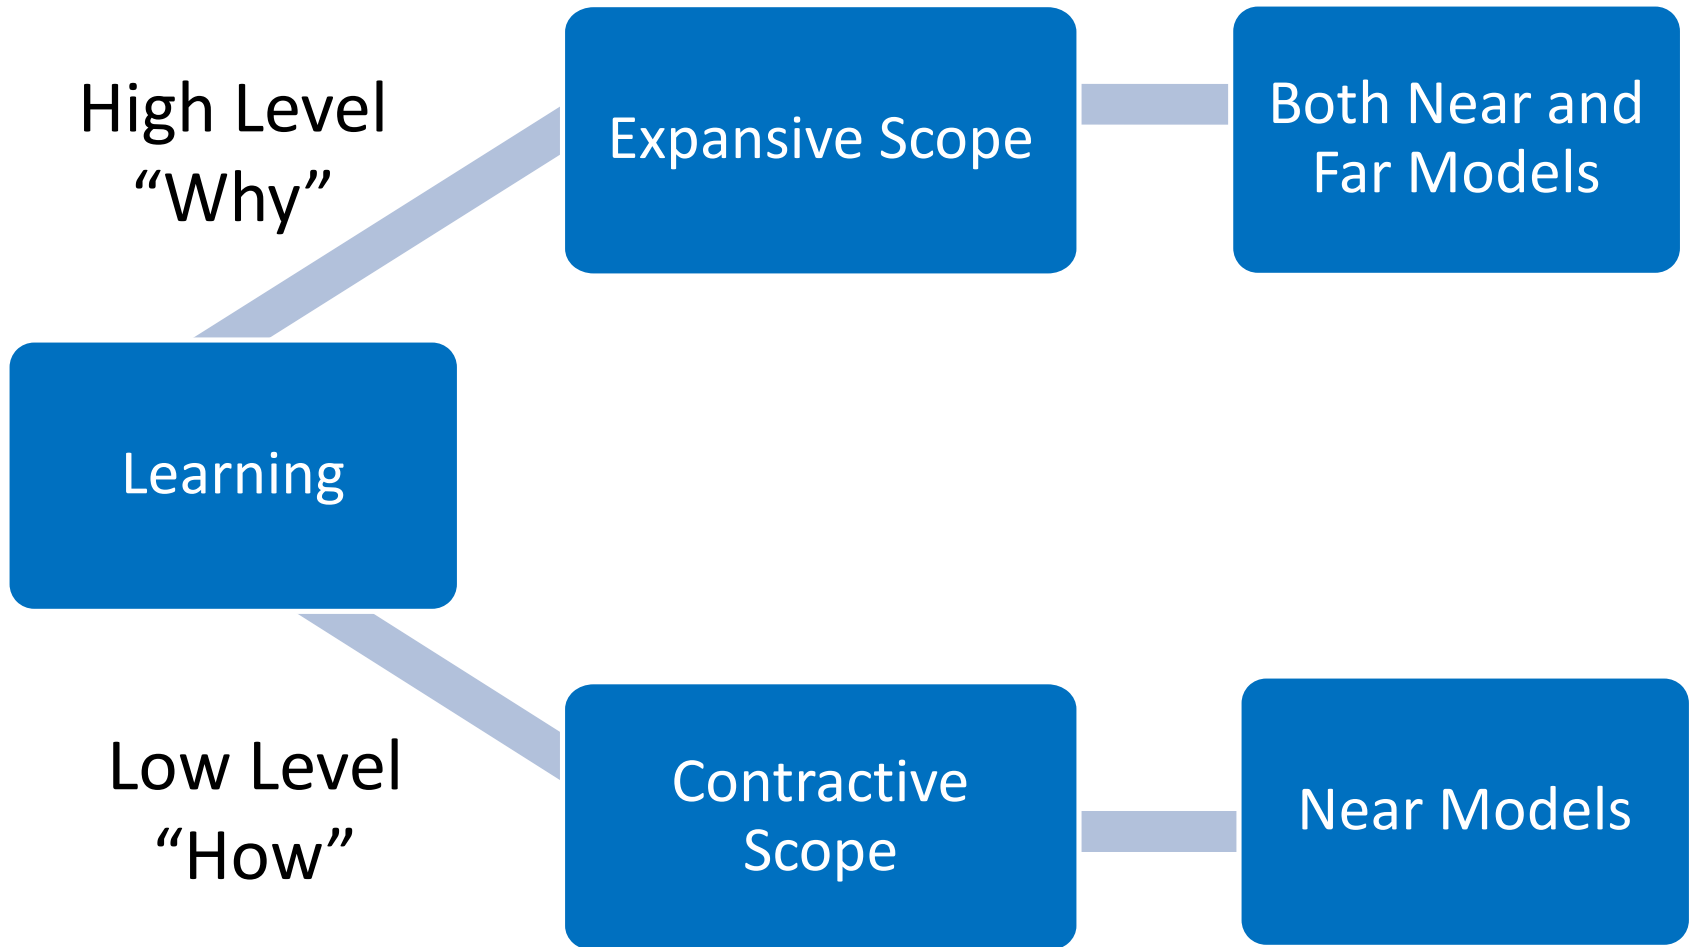 High Level
“Why”
Expansive Scope
Both Near and
Far Models
Learning
Low Level
“How”
Contractive
Scope
Near Models